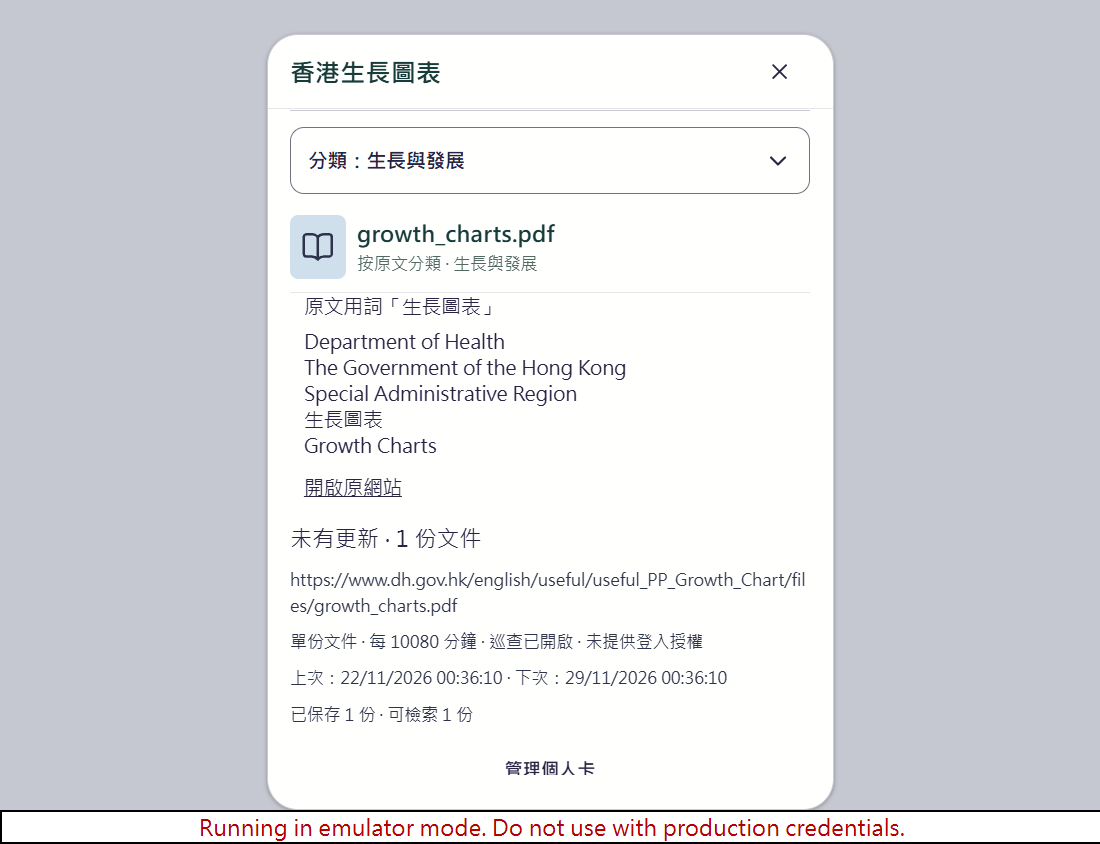 香港生長圖表
分類：生長與發展
growth_charts.pdf
按原文分類 · 生長與發展
原文用詞「生長圖表」
Department of Health
The Government of the Hong Kong
Special Administrative Region
生長圖表
Growth Charts
開啟原網站
未有更新 · 1 份文件
https://www.dh.gov.hk/english/useful/useful_PP_Growth_Chart/fil
es/growth_charts.pdf
單份文件 · 每 10080 分鐘 · 巡查已開啟 · 未提供登入授權
上次：22/11/2026 00:36:10 · 下次：29/11/2026 00:36:10
已保存 1 份 · 可檢索 1 份
管理個人卡
Running in emulator mode. Do not use with production credentials.